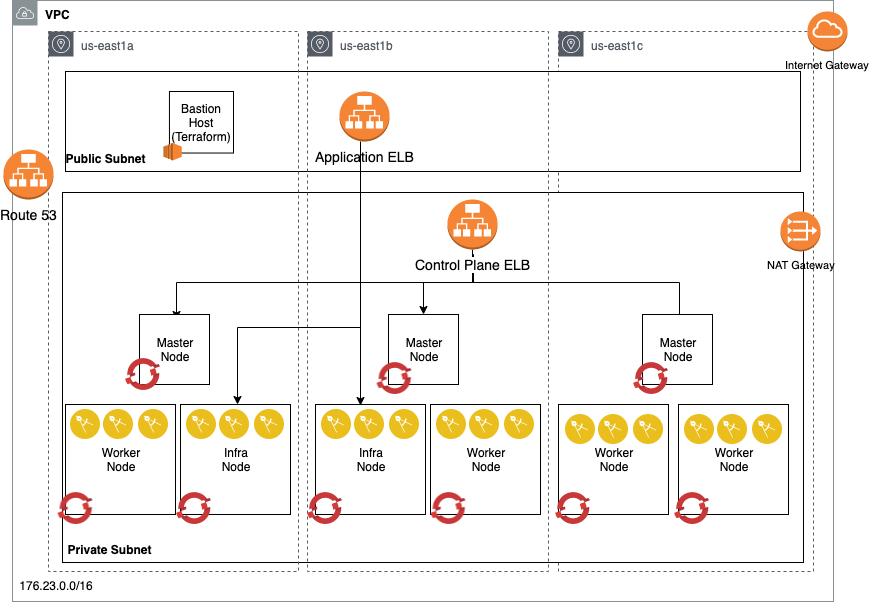 VPC
us-east1a
us-east1b
us-east1c
Internet Gateway
Bastion
Host
(Terraform)
Public Subnet
Application ELB
Route 53
Control Plane ELB
NAT Gateway
Master
Node
Master
Node
Master
Node
Worker
Node
Infra
Node
Infra
Node
Worker
Node
Worker
Node
Worker
Node
Private Subnet
176.23.0.0/16